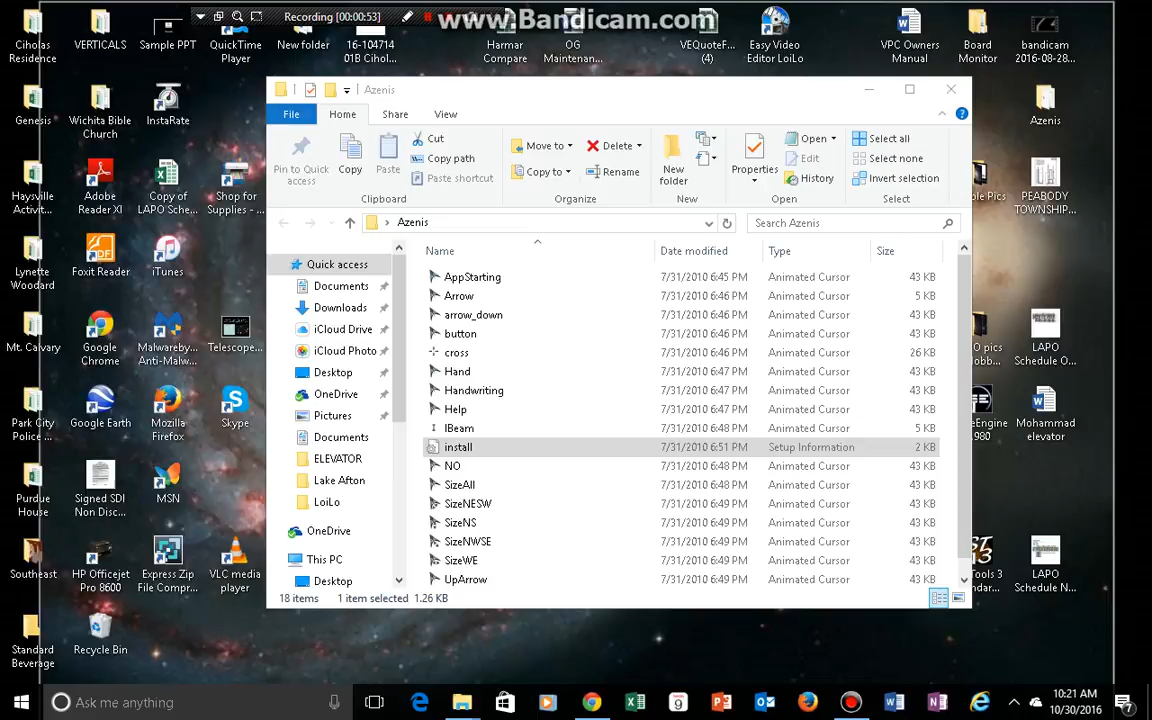 Recording [00:00:53]
www.Bandicam.com
Ciholas
Residence
VERTICALS
Sample PPT
QuickTime
Player
New folder
16-104714
01B Cihol...
Harmar
Compare
OG
Maintenan...
VEQuoteF...
(4)
Easy Video
Editor LoiLo
VPC Owners
Manual
Board
Monitor
bandicam
2016-08-28...
Genesis
Wichita Bible
Church
InstaRate
Azenis
Haysville
Activit...
Adobe
Reader XI
Copy of
LAPO Sche...
Shop for
Supplies - ...
ple Pics
PEABODY
TOWNSHIP...
Lynette
Woodard
Foxit Reader
iTunes
Mt. Calvary
Google
Chrome
Malwareby...
Anti-Malw...
Telescope...
O pics
obb...
LAPO
Schedule O...
Park City
Police ...
Google Earth
Mozilla
Firefox
Skype
eEngine
980
Mohammad
elevator
Purdue
House
Signed SDI
Non Disc...
MSN
Southeast
HP Officejet
Pro 8600
Express Zip
File Compr...
VLC media
player
Tools 3
LAPO
Schedule N...
Standard
Beverage
Recycle Bin
Azenis
File
Home
Share
View
Pin to Quick
access
Copy
Paste
Cut
Copy path
Paste shortcut
Clipboard
Move to
Copy to
Delete
Rename
Organize
New
folder
New
Properties
Open
Edit
History
Open
Select all
Select none
Invert selection
Select
Azenis
Search Azenis
Quick access
Documents
Downloads
iCloud Drive
iCloud Photo
Desktop
OneDrive
Pictures
Documents
ELEVATOR
Lake Afton
LoiLo
OneDrive
This PC
Desktop
Name Date modified Type Size
AppStarting 7/31/2010 6:45 PM Animated Cursor 43 KB
Arrow 7/31/2010 6:46 PM Animated Cursor 5 KB
arrow_down 7/31/2010 6:46 PM Animated Cursor 43 KB
button 7/31/2010 6:46 PM Animated Cursor 43 KB
cross 7/31/2010 6:46 PM Animated Cursor 26 KB
Hand 7/31/2010 6:47 PM Animated Cursor 43 KB
Handwriting 7/31/2010 6:47 PM Animated Cursor 43 KB
Help 7/31/2010 6:47 PM Animated Cursor 43 KB
IBeam 7/31/2010 6:48 PM Animated Cursor 5 KB
install 7/31/2010 6:51 PM Setup Information 2 KB
NO 7/31/2010 6:48 PM Animated Cursor 43 KB
SizeAll 7/31/2010 6:48 PM Animated Cursor 43 KB
SizeNESW 7/31/2010 6:49 PM Animated Cursor 43 KB
SizeNS 7/31/2010 6:49 PM Animated Cursor 43 KB
SizeNWSE 7/31/2010 6:49 PM Animated Cursor 43 KB
SizeWE 7/31/2010 6:49 PM Animated Cursor 43 KB
UpArrow 7/31/2010 6:49 PM Animated Cursor 43 KB
18 items 1 item selected 1.26 KB
Ask me anything
10:21 AM
10/30/2016